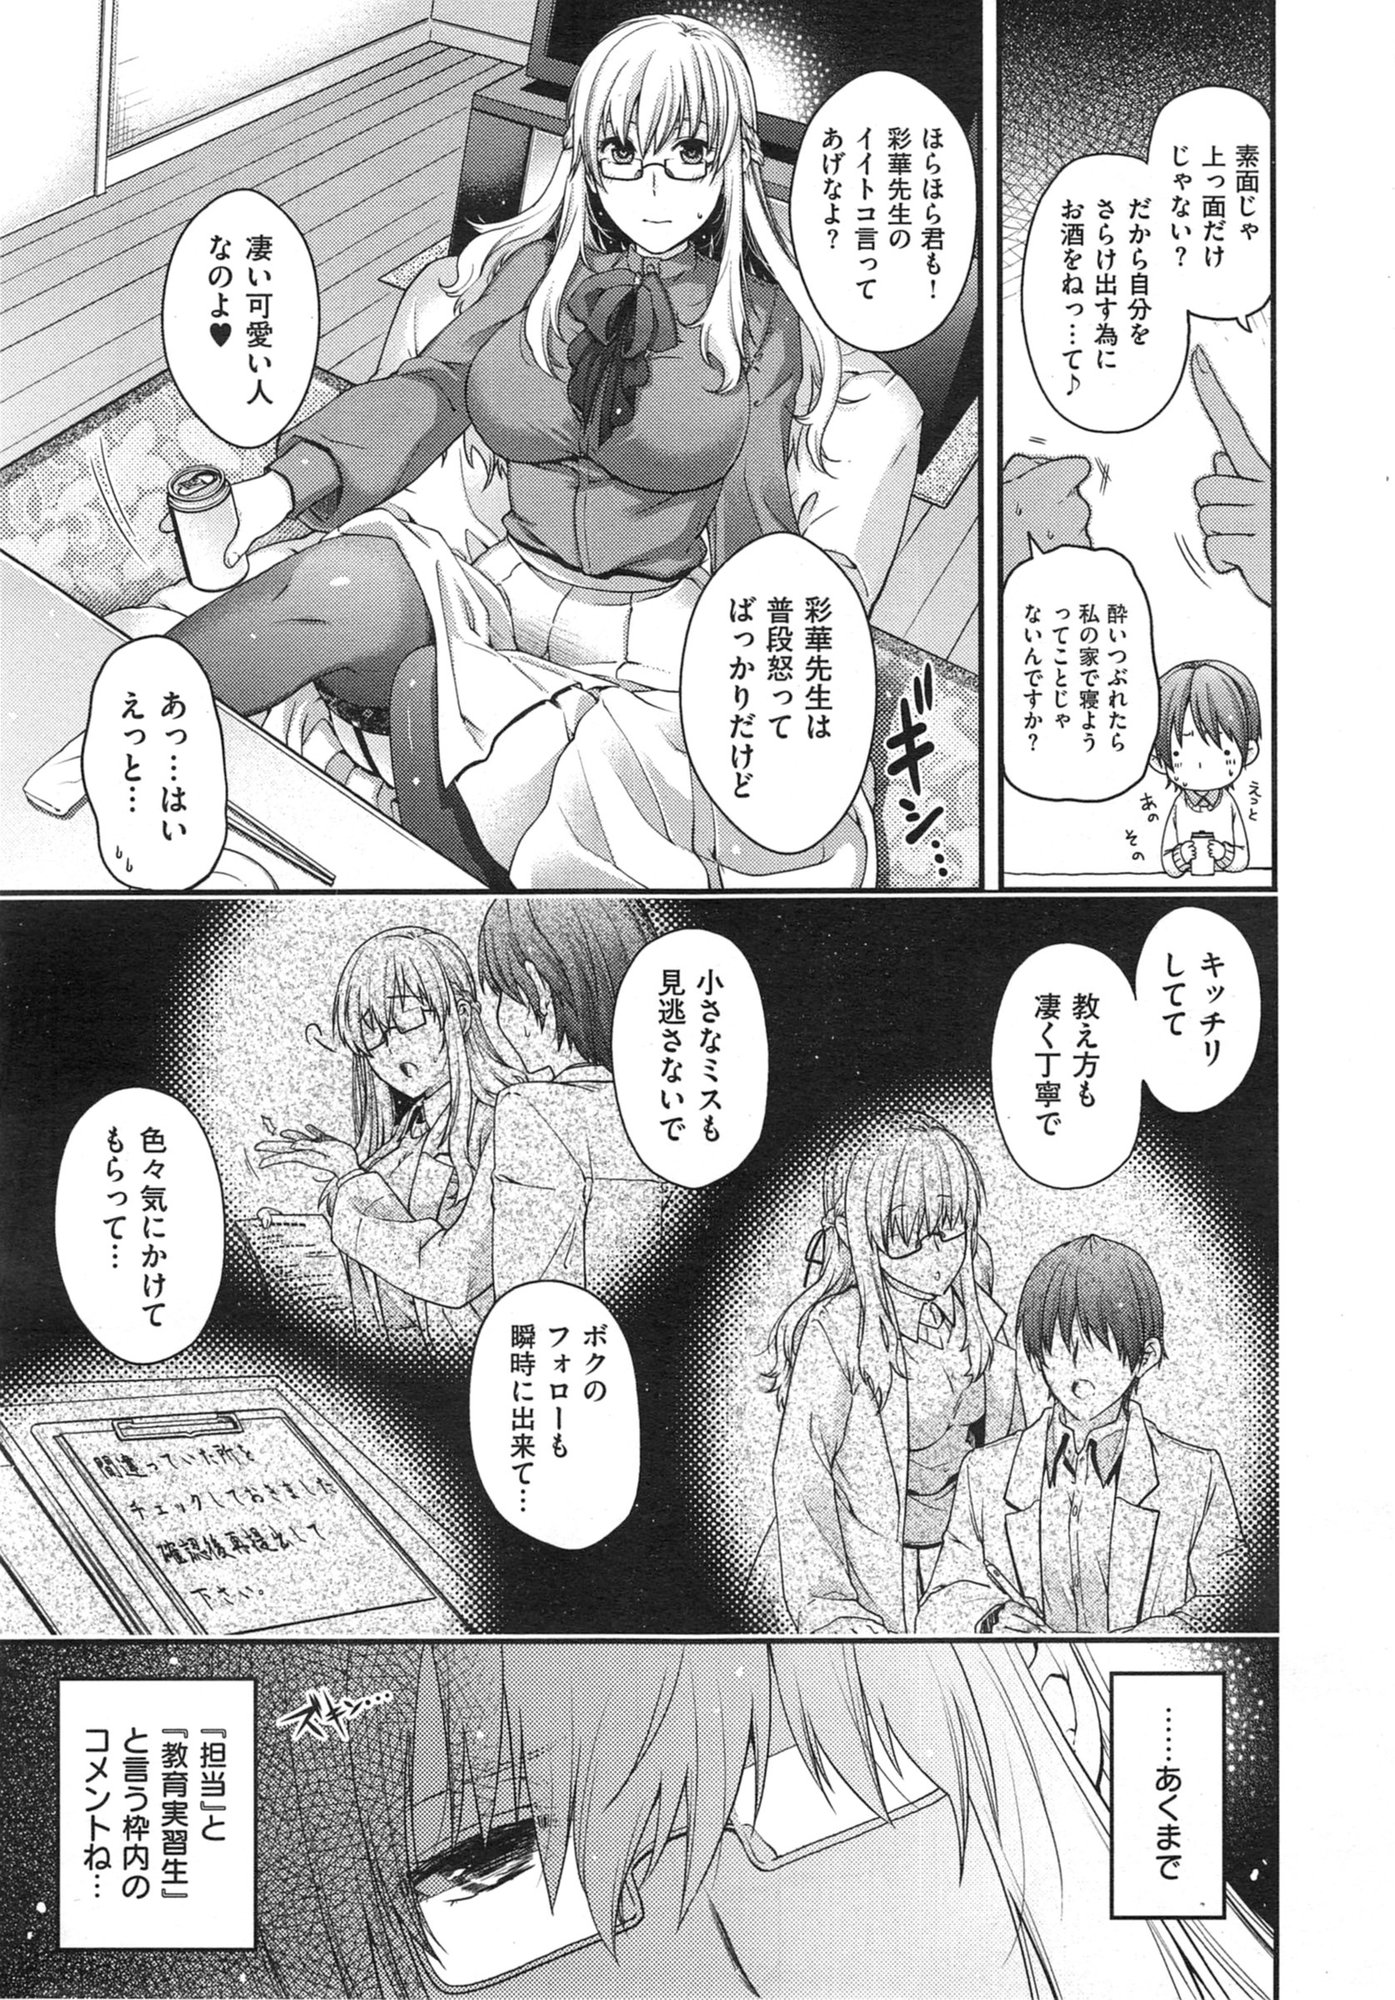 素面じゃ
上っ面だけ
じゃない?
だから自分を
さらけ出す為に
お酒をねっ…て♪
酔いつぶれたら
私の家で寝よう
ってことじゃ
ないんですか?
えっと
あの
その
ほらほら君も!
彩華先生の
イイトコ言って
あげなよ?
彩華先生は
普段怒って
ばっかりだけど
凄い可愛い人
なのよ♥
ギシ…
あっ…はい
えっと…
キッチリ
してて
教え方も
凄く丁寧で
小さなミスも
見逃さないで
ボクの
フォローも
瞬時に出来て…
色々気にかけて
もらって…
間違っていた所を
チェックしておきました
確認後再提出して
下さい。
……あくまで
ズキン…
『担当』と
『教育実習生』
と言う枠内の
コメントね…